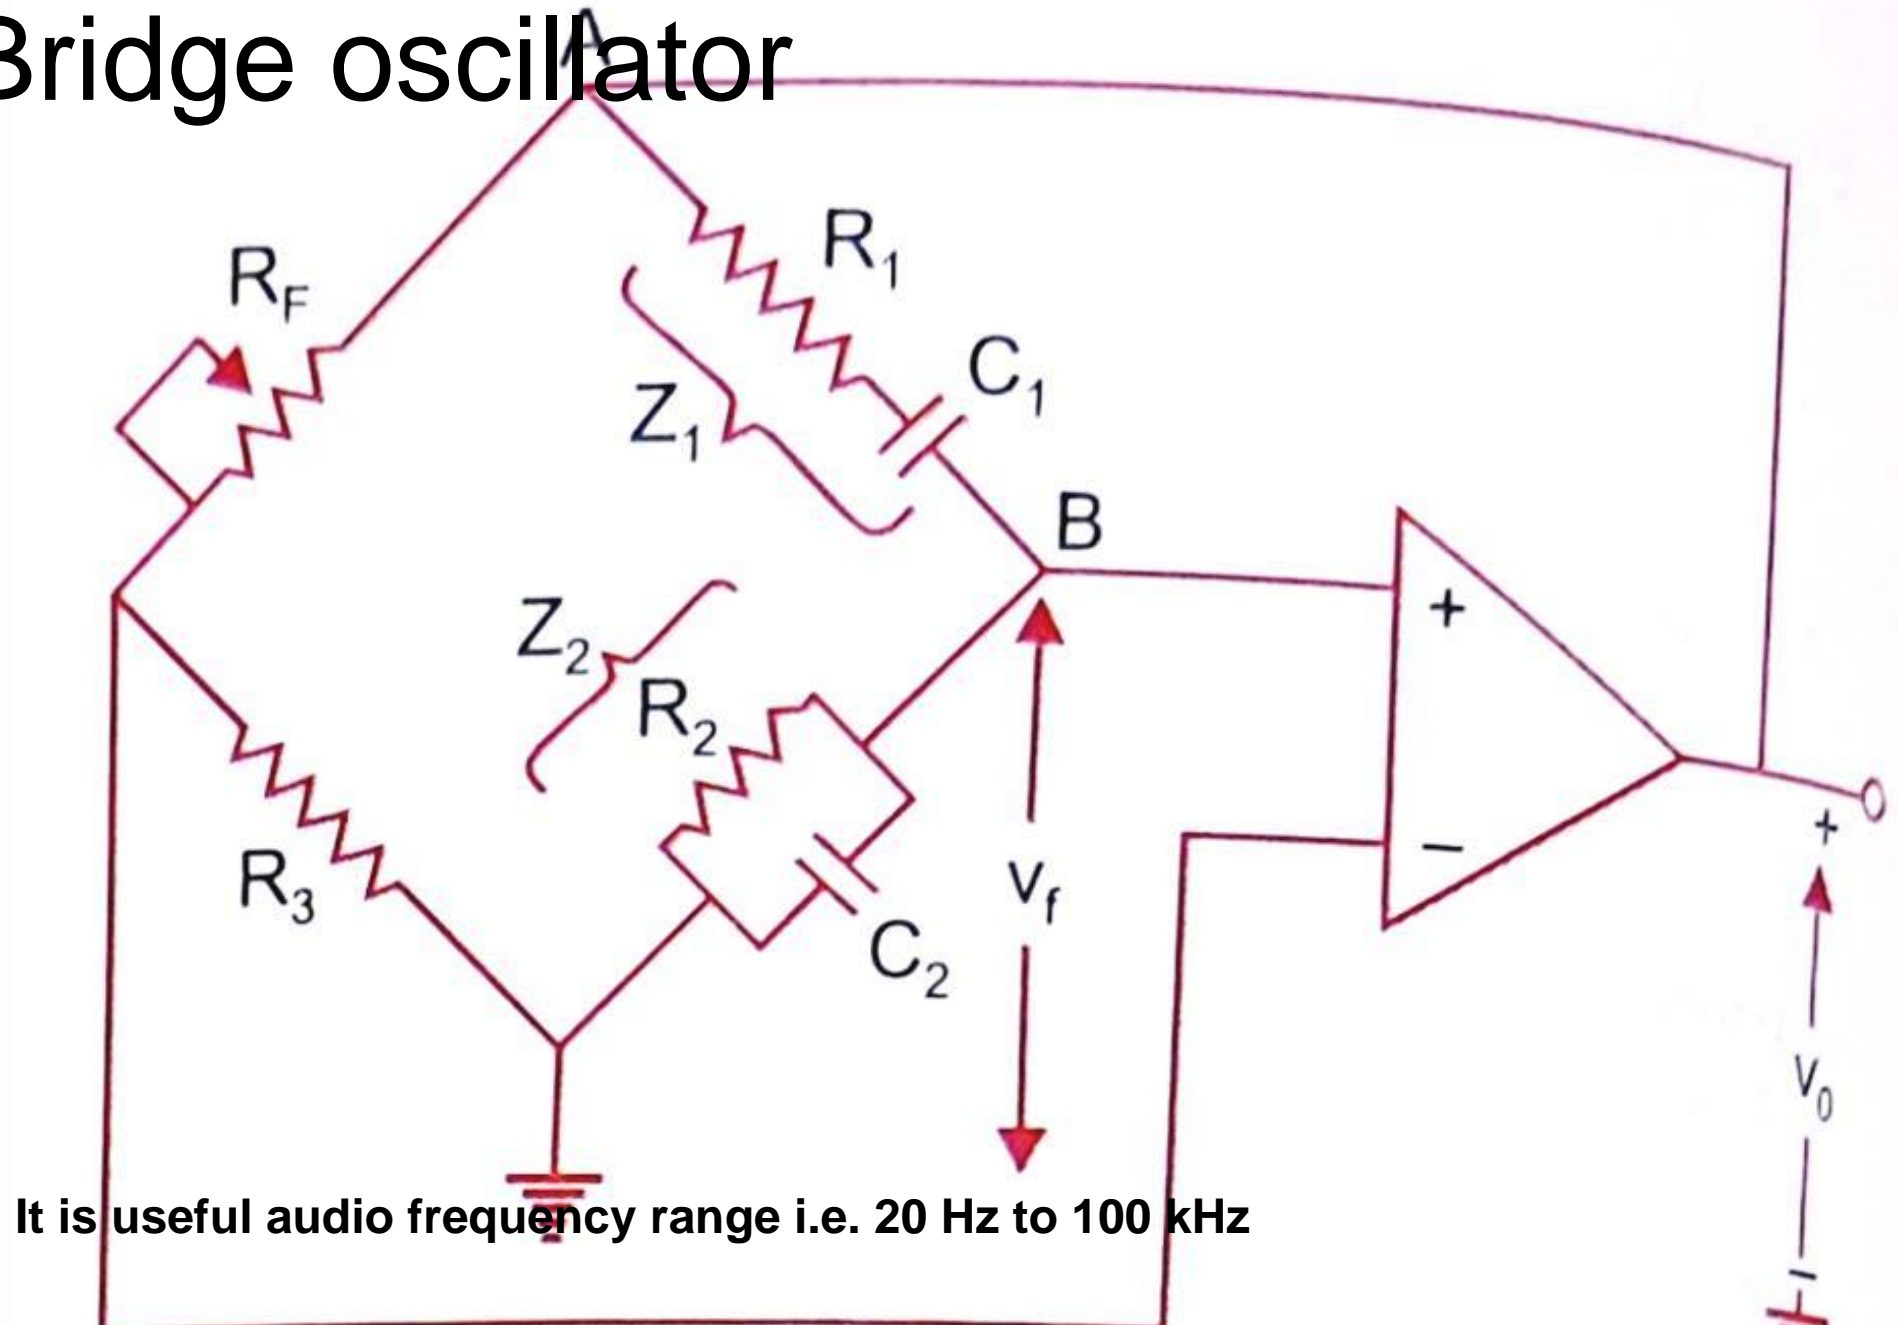 Bridge oscillator
A
R1
RF
C1
Z1
B
+
Z2
R2
R3
−
+
Vf
C2
V0
It is useful audio frequency range i.e. 20 Hz to 100 kHz
−